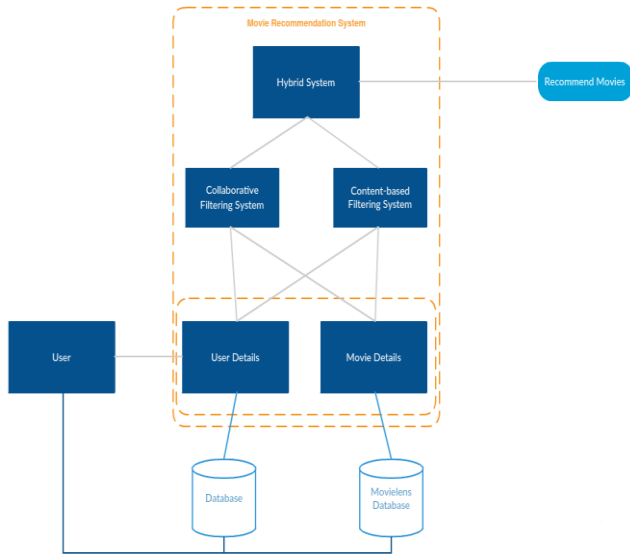 Movie Recommendation System
Hybrid System
Recommend Movies
Collaborative
Filtering System
Content-based
Filtering System
User
User Details
Movie Details
Database
Movielens
Database